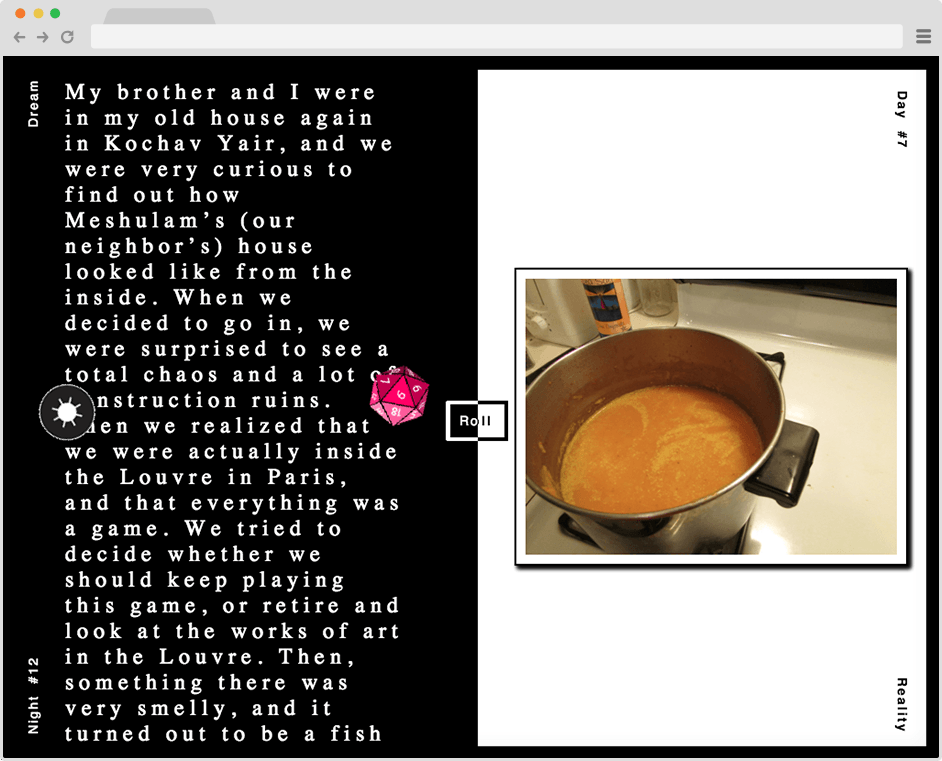 Dream
My brother and I were
in my old house again
in Kochav Yair, and we
were very curious to
find out how
Meshulam’s (our
neighbor’s) house
looked like from the
inside. When we
decided to go in, we
were surprised to see a
total chaos and a lot of
nstruction ruins.
hen we realized that
we were actually inside
the Louvre in Paris,
and that everything was
a game. We tried to
decide whether we
should keep playing
this game, or retire and
look at the works of art
in the Louvre. Then,
something there was
very smelly, and it
turned out to be a fish
Night #12
7
9
9
18
Roll
Day #7
Reality